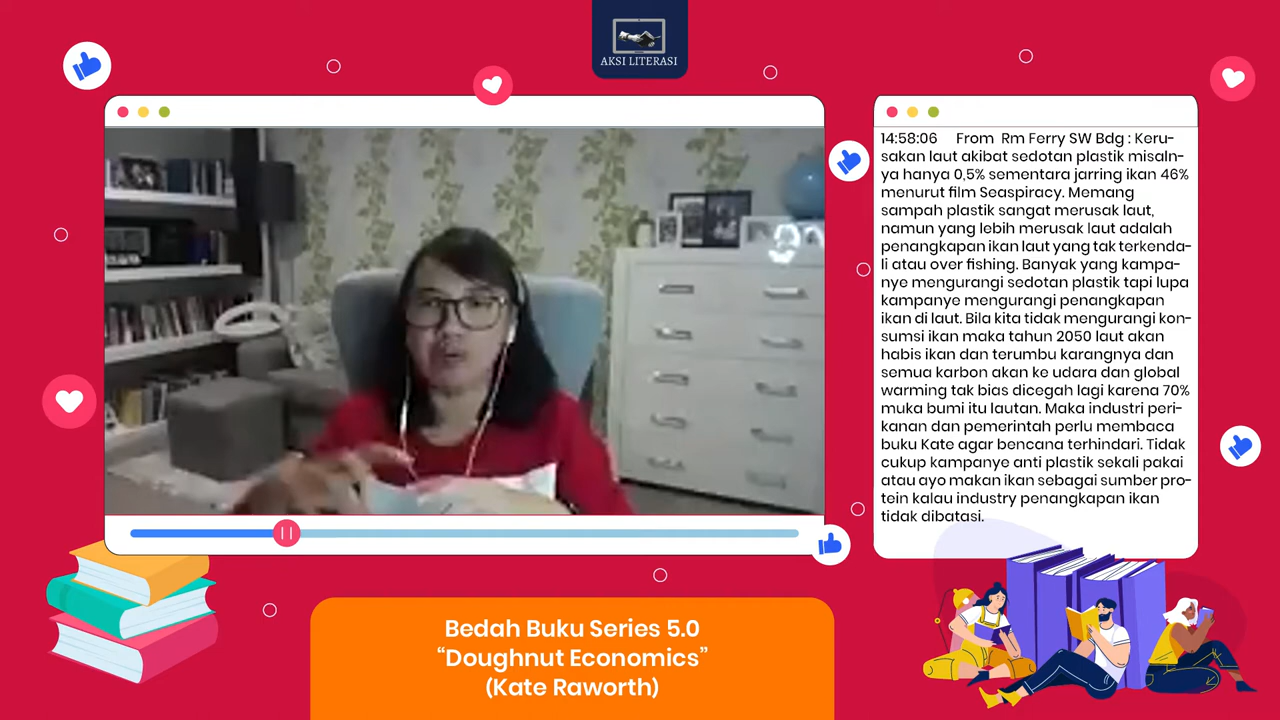 AKSI LITERASI
14:58:06 From Rm Ferry SW Bdg : Keru-
sakan laut akibat sedotan plastik misaln-
ya hanya 0,5% sementara jarring ikan 46%
menurut film Seaspiracy. Memang
sampah plastik sangat merusak laut,
namun yang lebih merusak laut adalah
penangkapan ikan laut yang tak terkenda-
li atau over fishing. Banyak yang kampa-
nye mengurangi sedotan plastik tapi lupa
kampanye mengurangi penangkapan
ikan di laut. Bila kita tidak mengurangi kon-
sumsi ikan maka tahun 2050 laut akan
habis ikan dan terumbu karangnya dan
semua karbon akan ke udara dan global
warming tak bias dicegah lagi karena 70%
muka bumi itu lautan. Maka industri peri-
kanan dan pemerintah perlu membaca
buku Kate agar bencana terhindari. Tidak
cukup kampanye anti plastik sekali pakai
atau ayo makan ikan sebagai sumber pro-
tein kalau industry penangkapan ikan
tidak dibatasi.
Bedah Buku Series 5.0
“Doughnut Economics”
(Kate Raworth)